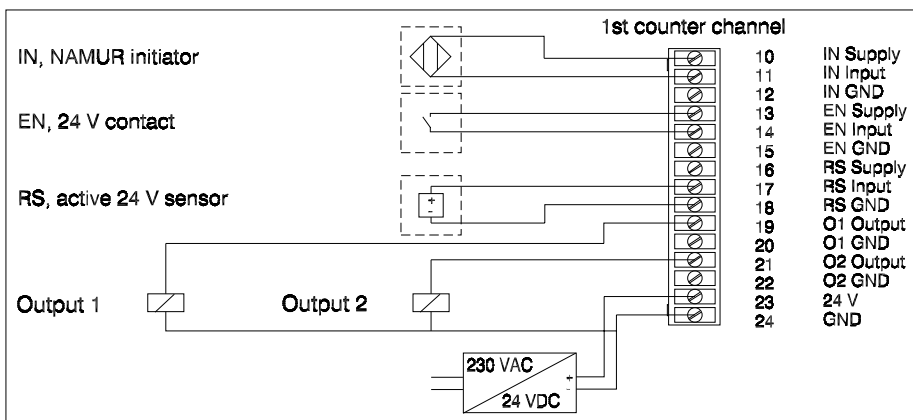 1st counter channel
IN, NAMUR initiator
10 IN Supply
11 IN Input
12 IN GND
EN, 24 V contact
13 EN Supply
14 EN Input
15 EN GND
16 RS Supply
RS, active 24 V sensor
+
-
17 RS Input
18 RS GND
19 O1 Output
20 O1 GND
21 O2 Output
22 O2 GND
Output 1
Output 2
23 24 V
24 GND
230 VAC
+
-
24 VDC